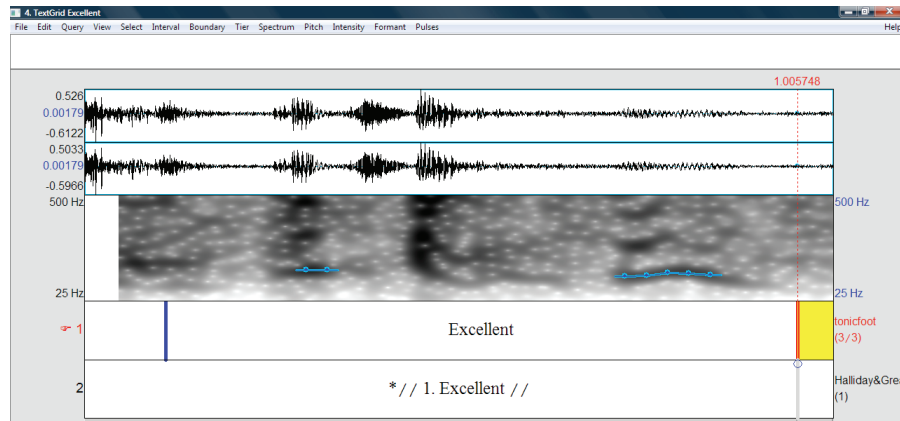 4. TextGrid Excellent
File Edit Query View Select Interval Boundary Tier Spectrum Pitch Intensity Formant Pulses Help
1.005748
0.526
0.00179
-0.6122
0.5033
0.00179
-0.5966
500 Hz 500 Hz
25 Hz 25 Hz
1 Excellent tonicfoot
(3/3)
2 *// 1. Excellent // Halliday&Grea
(1)